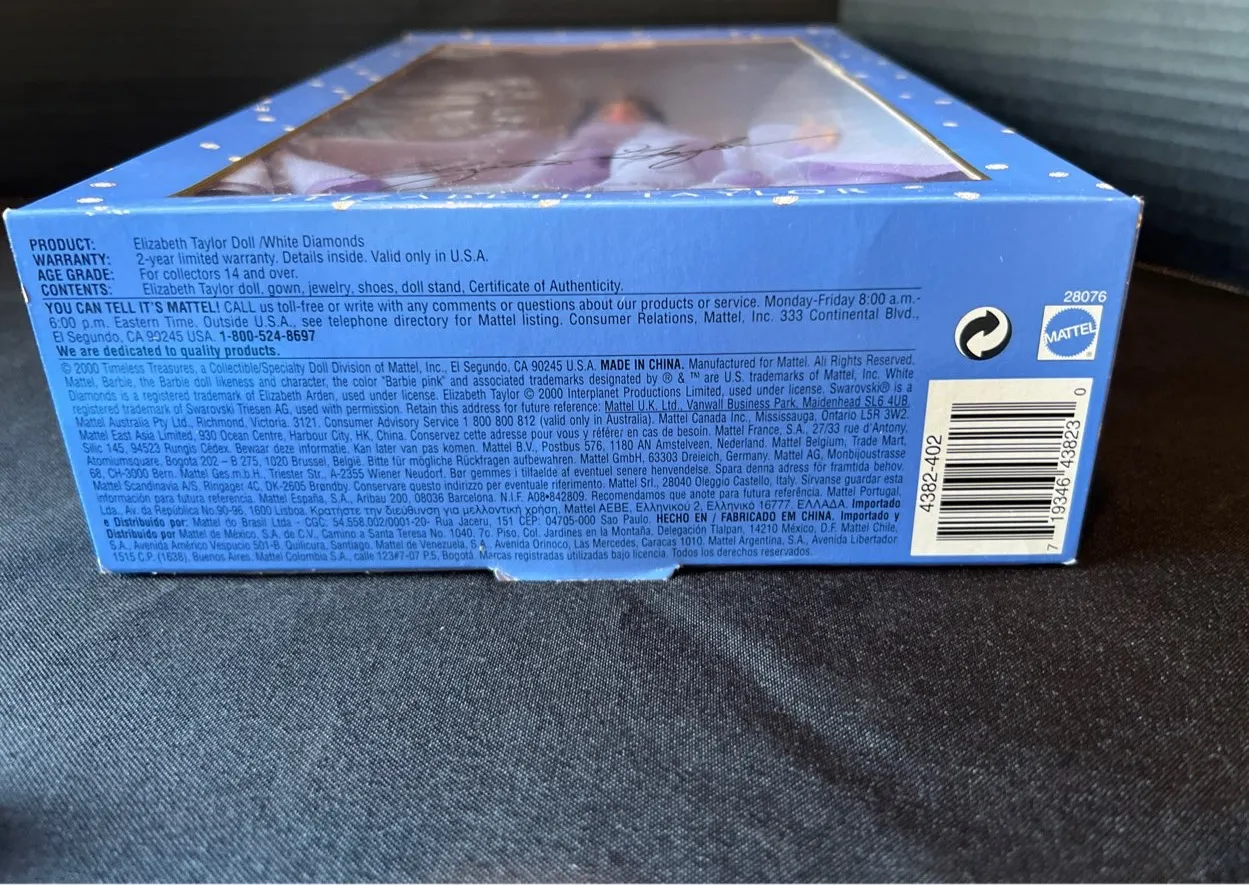 ELIZABETH TAYLOR
PRODUCT: Elizabeth Taylor Doll /White Diamonds
WARRANTY: 2-year limited warranty. Details inside. Valid only in U.S.A.
AGE GRADE: For collectors 14 and over.
CONTENTS: Elizabeth Taylor doll, gown, jewelry, shoes, doll stand, Certificate of Authenticity.
YOU CAN TELL IT'S MATTEL! CALL us toll-free or write with any comments or questions about our products or service. Monday-Friday 8:00 a.m.-
6:00 p.m. Eastern Time. Outside U.S.A., see telephone directory for Mattel listing. Consumer Relations, Mattel, Inc. 333 Continental Blvd.,
El Segundo, CA 90245 USA. 1-800-524-8697
We are dedicated to quality products.
© 2000 Timeless Treasures, a Collectible/Specialty Doll Division of Mattel, Inc., El Segundo, CA 90245 U.S.A. MADE IN CHINA. Manufactured for Mattel. All Rights Reserved.
Mattel, Barbie, the Barbie doll likeness and character, the color "Barbie pink" and associated trademarks designated by ® & ™ are U.S. trademarks of Mattel, Inc. White
Diamonds is a registered trademark of Elizabeth Arden, used under license. Elizabeth Taylor © 2000 Interplanet Productions Limited, used under license. Swarovski® is a
registered trademark of Swarovski Triesen AG, used with permission. Retain this address for future reference: Mattel U.K. Ltd., Vanwall Business Park, Maidenhead SL6 4UB.
Mattel Australia Pty Ltd., Richmond, Victoria. 3121. Consumer Advisory Service 1 800 800 812 (valid only in Australia). Mattel Canada Inc., Mississauga, Ontario L5R 3W2.
Mattel East Asia Limited, 930 Ocean Centre, Harbour City, HK, China. Conservez cette adresse pour vous y référer en cas de besoin. Mattel France, S.A., 27/33 rue d'Antony,
Silic 145, 94523 Rungis Cédex. Bewaar deze informatie. Kan later van pas komen. Mattel B.V., Postbus 576, 1180 AN Amstelveen, Nederland. Mattel Belgium, Trade Mart,
Atomiumsquare, Bogota 202 – B 275, 1020 Brussel, België. Bitte für mögliche Rückfragen aufbewahren. Mattel GmbH, 63303 Dreieich, Germany. Mattel AG, Monbijoustrasse
68, CH-3000 Bern. Mattel Ges.m.b.H., Triester Str., A-2355 Wiener Neudorf. Bør gemmes i tilfælde af eventuel senere henvendelse. Spara denna adress för framtida behov.
Mattel Scandinavia A/S, Ringager 4C, DK-2605 Brøndby. Conservare questo indirizzo per eventuale riferimento. Mattel Srl., 28040 Oleggio Castello, Italy. Sírvanse guardar esta
información para futura referencia. Mattel España, S.A., Aribau 200, 08036 Barcelona. N.I.F. A08•842809. Recomendamos que anote para futura referência. Mattel Portugal,
Lda., Av. da República No.90-96, 1600 Lisboa. Κρατήστε την διεύθυνση για μελλοντική χρήση. Mattel AEBE, Ελληνικού 2, Ελληνικό 16777, ΕΛΛΑΔΑ. Importado
e Distribuido por: Mattel do Brasil Ltda - CGC: 54.558.002/0001-20- Rua Jaceru, 151 CEP: 04705-000 Sao Paulo. HECHO EN / FABRICADO EM CHINA. Importado y
Distribuido por Mattel de México, S.A. de C.V., Camino a Santa Teresa No. 1040, 7o. Piso, Col. Jardines en la Montaña, Delegación Tlalpan, 14210 México, D.F. Mattel Chile,
S.A., Avenida Américo Vespucio 501-B, Quilicura, Santiago. Mattel de Venezuela, S.A., Avenida Orinoco, Las Mercedes, Caracas 1010. Mattel Argentina, S.A., Avenida Libertador
1515 C.P. (1638), Buenos Aires. Mattel Colombia S.A., calle 123#7-07 P.5, Bogotá. Marcas registradas utilizadas bajo licencia. Todos los derechos reservados.
28076
MATTEL
4382-402
7 19346 43823 0